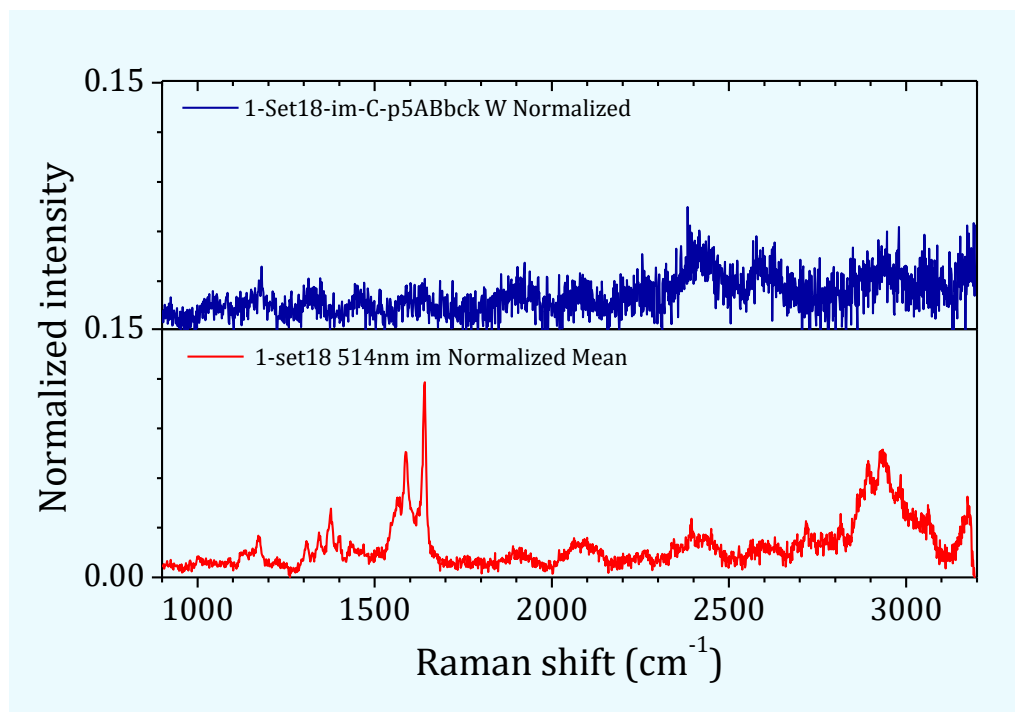 0.15
1-Set18-im-C-p5ABbck W Normalized
0.15
1-set18 514nm im Normalized Mean
0.00
Normalized intensity
1000 1500 2000 2500 3000
Raman shift (cm⁻¹)